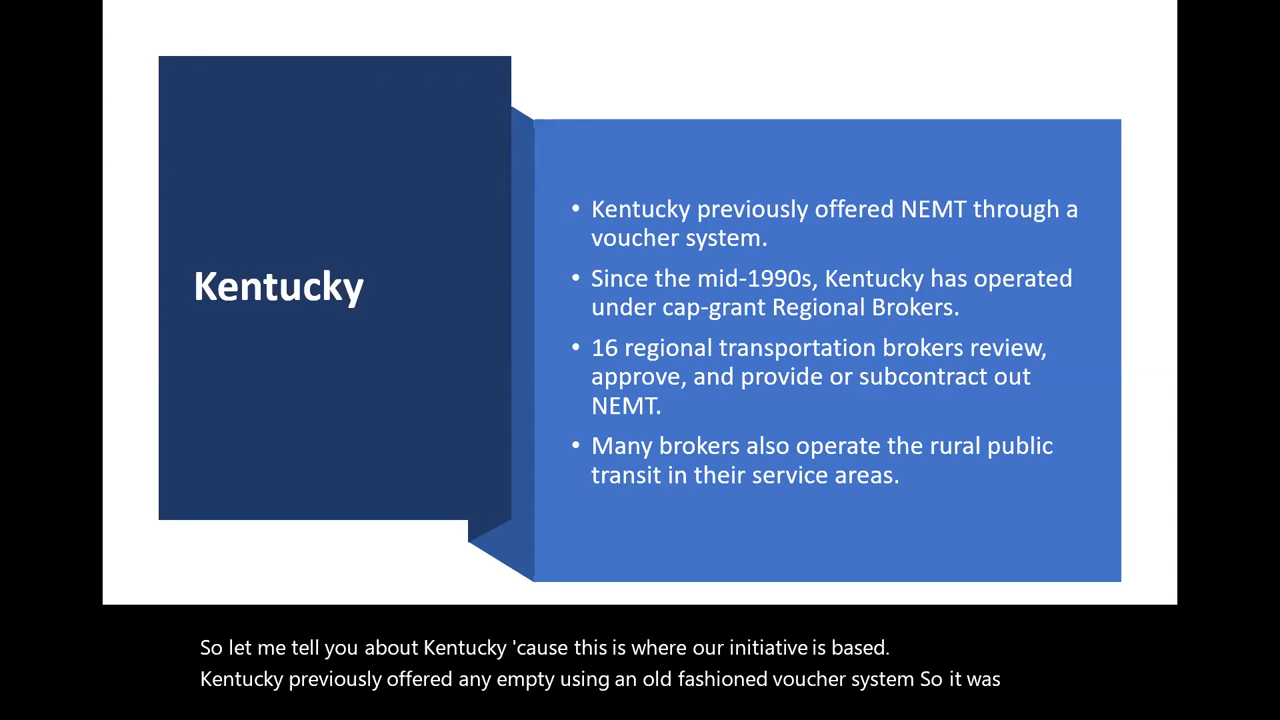 Kentucky
• Kentucky previously offered NEMT through a
voucher system.
• Since the mid-1990s, Kentucky has operated
under cap-grant Regional Brokers.
• 16 regional transportation brokers review,
approve, and provide or subcontract out
NEMT.
• Many brokers also operate the rural public
transit in their service areas.
So let me tell you about Kentucky 'cause this is where our initiative is based.
Kentucky previously offered any empty using an old fashioned voucher system So it was